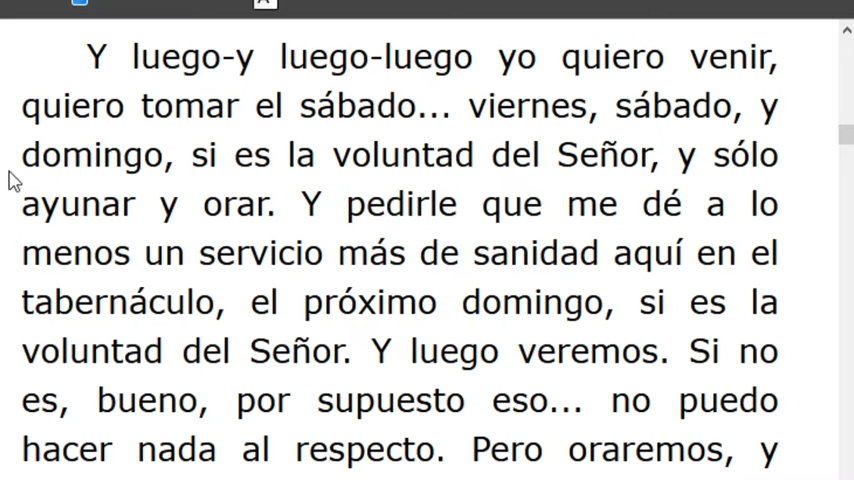 Y luego-y luego-luego yo quiero venir,
quiero tomar el sábado... viernes, sábado, y
domingo, si es la voluntad del Señor, y sólo
ayunar y orar. Y pedirle que me dé a lo
menos un servicio más de sanidad aquí en el
tabernáculo, el próximo domingo, si es la
voluntad del Señor. Y luego veremos. Si no
es, bueno, por supuesto eso... no puedo
hacer nada al respecto. Pero oraremos, y